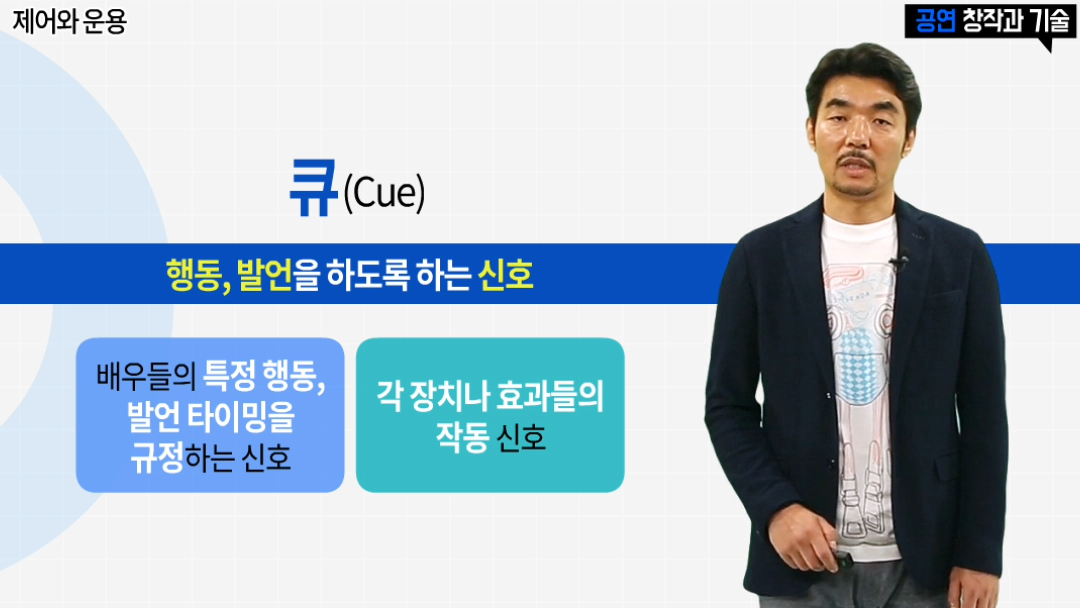 제어와 운용
공연 창작과 기술
큐(Cue)
행동, 발언을 하도록 하는 신호
배우들의 특정 행동,
발언 타이밍을
규정하는 신호
각 장치나 효과들의
작동 신호